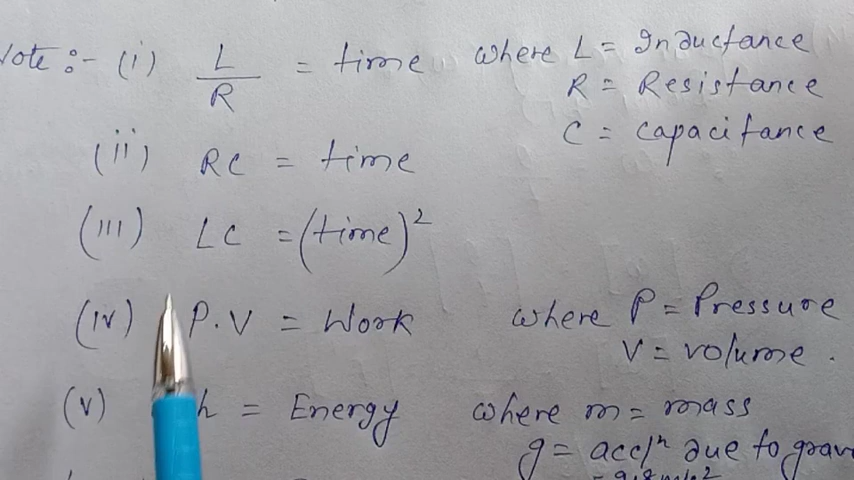 Note :- (i) L/R = time where L = Inductance
R = Resistance
C = capacitance
(ii) RC = time
(iii) LC = (time)²
(iv) P.V = Work where P = Pressure
V = volume .
(v) h = Energy where m = mass
g = accⁿ due to grav